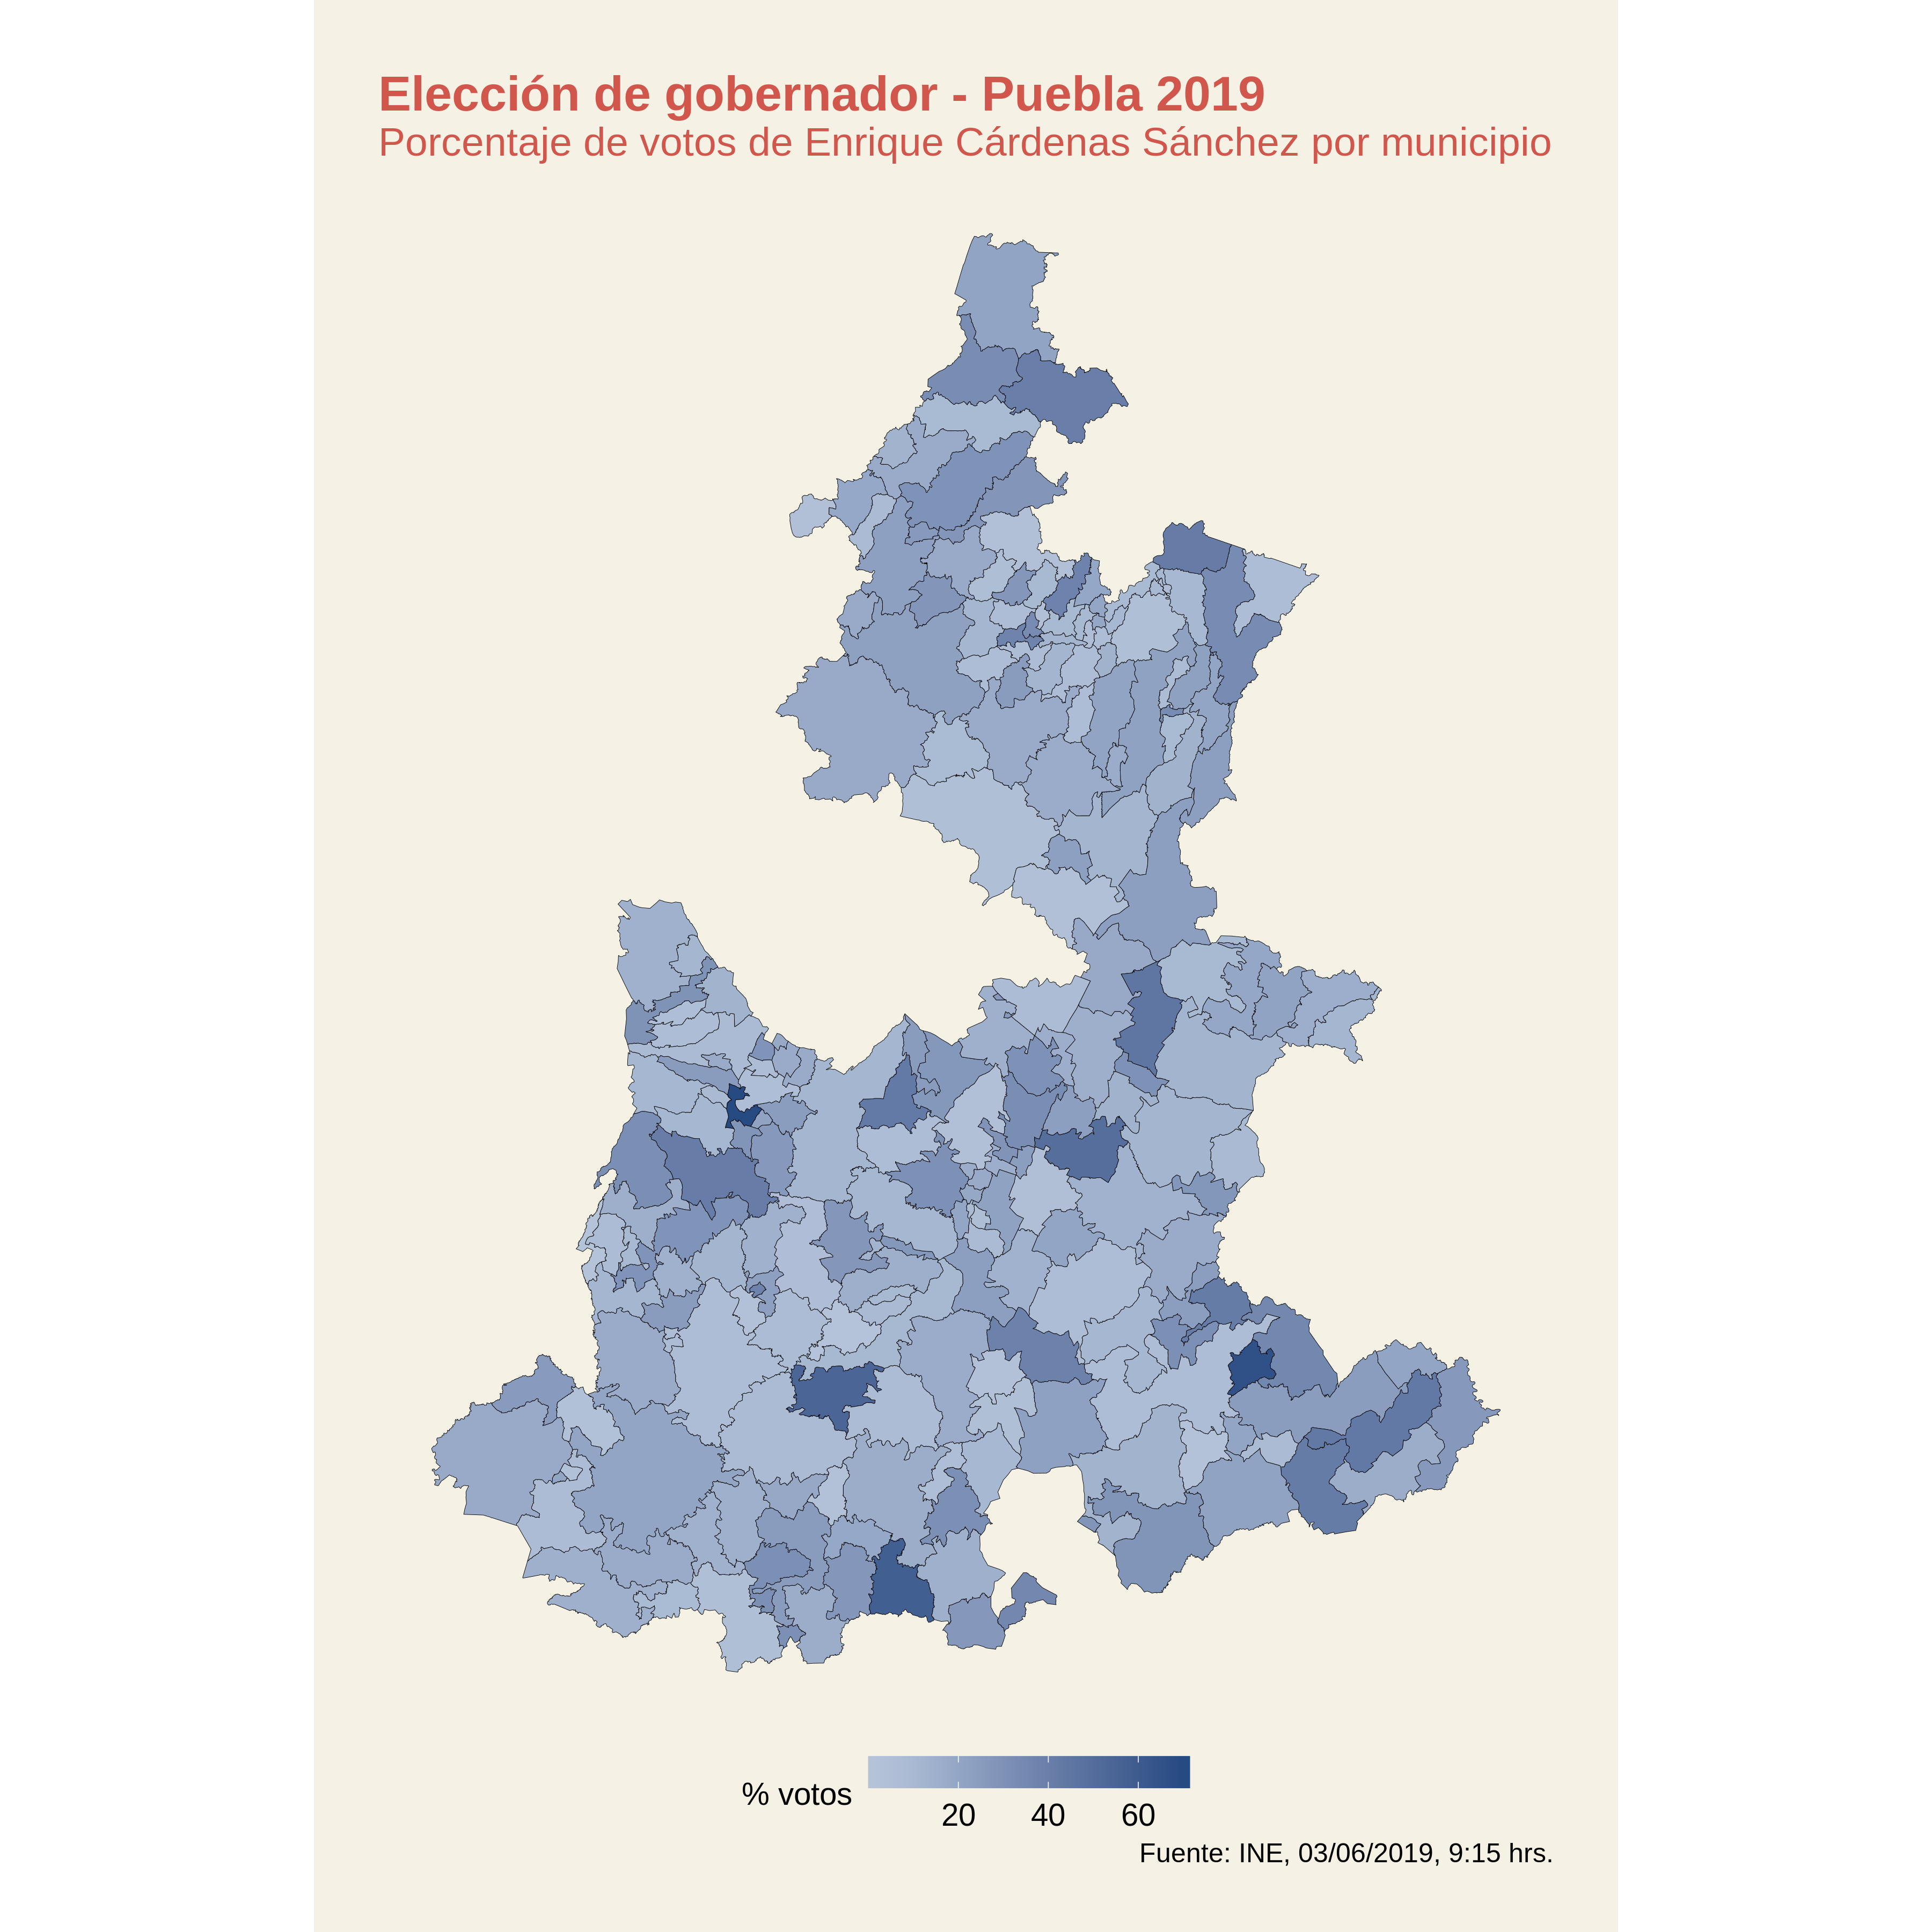 Elección de gobernador - Puebla 2019
Porcentaje de votos de Enrique Cárdenas Sánchez por municipio
% votos
20 40 60
Fuente: INE, 03/06/2019, 9:15 hrs.